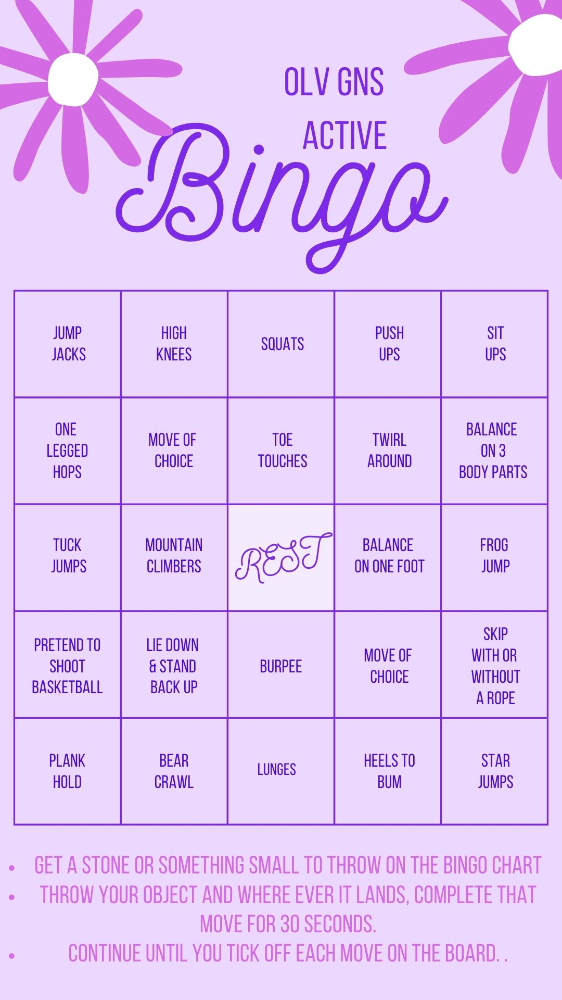 OLV GNS
ACTIVE
Bingo
JUMP
JACKS
HIGH
KNEES
SQUATS
PUSH
UPS
SIT
UPS
ONE
LEGGED
HOPS
MOVE OF
CHOICE
TOE
TOUCHES
TWIRL
AROUND
BALANCE
ON 3
BODY PARTS
TUCK
JUMPS
MOUNTAIN
CLIMBERS
REST
BALANCE
ON ONE FOOT
FROG
JUMP
PRETEND TO
SHOOT
BASKETBALL
LIE DOWN
& STAND
BACK UP
BURPEE
MOVE OF
CHOICE
SKIP
WITH OR
WITHOUT
A ROPE
PLANK
HOLD
BEAR
CRAWL
LUNGES
HEELS TO
BUM
STAR
JUMPS
• GET A STONE OR SOMETHING SMALL TO THROW ON THE BINGO CHART
• THROW YOUR OBJECT AND WHERE EVER IT LANDS, COMPLETE THAT
MOVE FOR 30 SECONDS.
• CONTINUE UNTIL YOU TICK OFF EACH MOVE ON THE BOARD. .